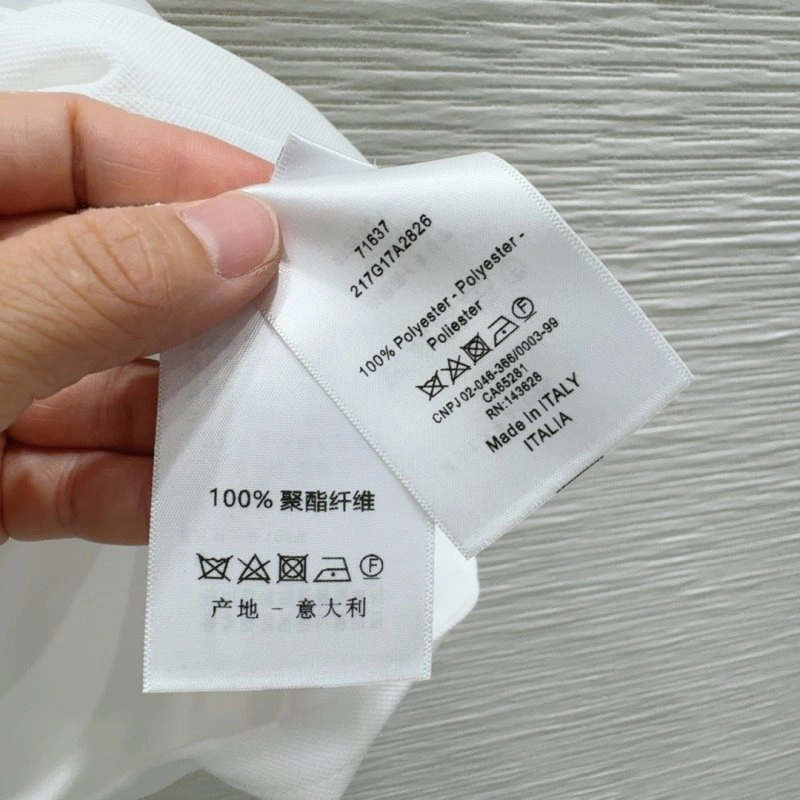 71637
217G17A2826
100% Polyester - Polyester -
Poliester
F
CNPJ 02-046-366/0003-99
CA65281
RN:143628
Made in ITALY
ITALIA
100% 聚酯纤维
F
产地 - 意大利